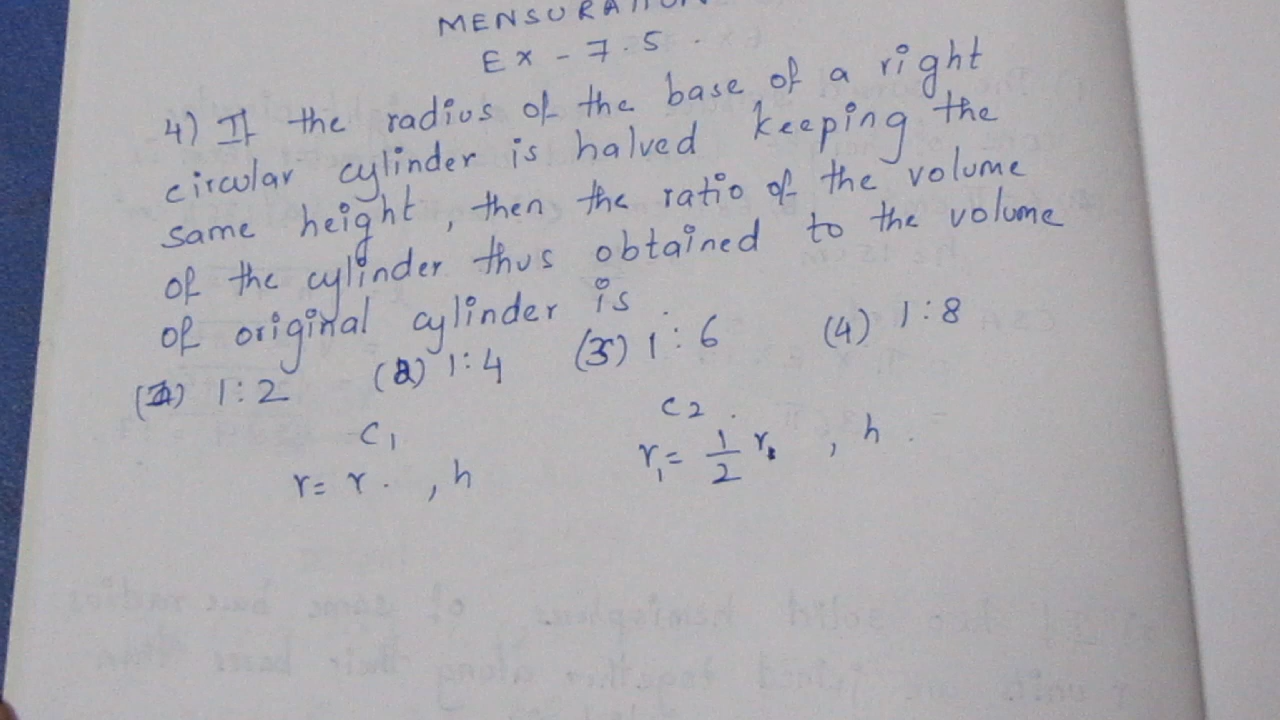 MENSURATION
Ex - 7.5.
4) If the radius of the base of a right
circular cylinder is halved keeping the
same height, then the ratio of the volume
of the cylinder thus obtained to the volume
of original cylinder is.
(1) 1:2 (2) 1:4 (3) 1:6 (4) 1:8
C1 C2.
r= r. , h r1= 1/2 r, , h.